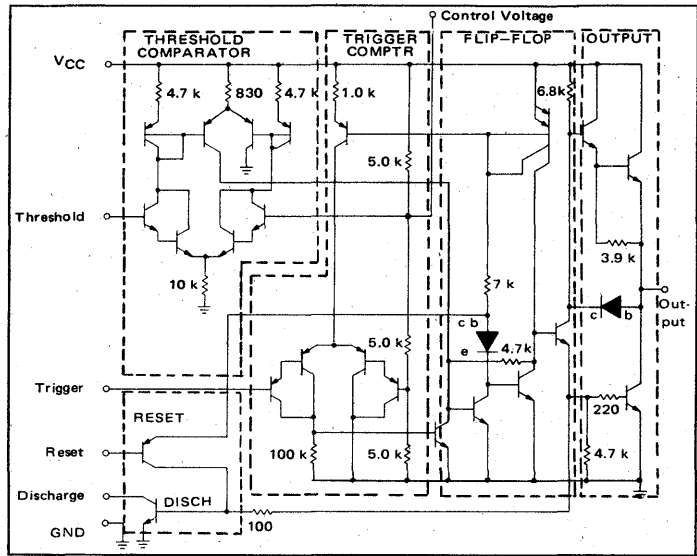 Control Voltage
THRESHOLD
COMPARATOR
TRIGGER
COMPTR
FLIP-FLOP
OUTPUT
VCC
4.7 k
830
4.7 k
1.0 k
6.8k
5.0 k
Threshold
3.9 k
10 k
7 k
c b
c
b
Out-
put
5.0 k
e
4.7 k
Trigger
RESET
220
Reset
100 k
5.0 k
4.7 k
Discharge
DISCH
GND
100